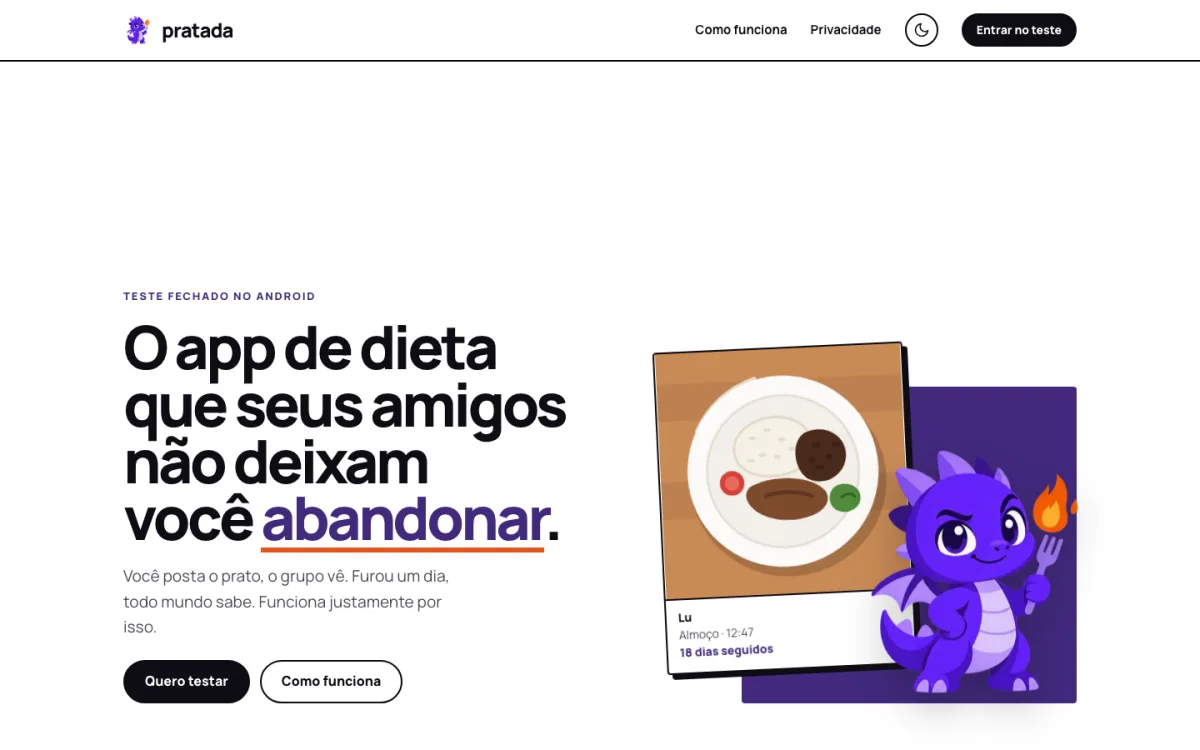 pratada
Como funciona
Privacidade
Entrar no teste
TESTE FECHADO NO ANDROID
O app de dieta
que seus amigos
não deixam
você abandonar.
Você posta o prato, o grupo vê. Furou um dia,
todo mundo sabe. Funciona justamente por
isso.
Quero testar
Como funciona
Lu
Almoço · 12:47
18 dias seguidos